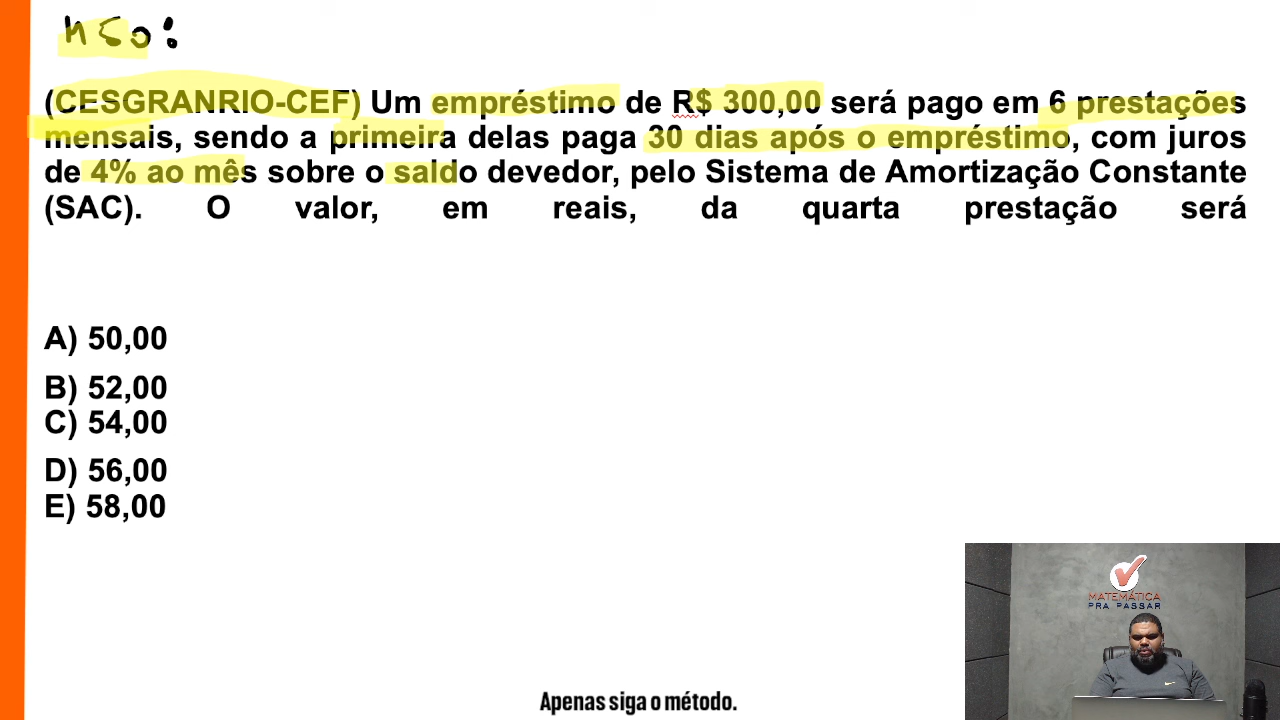 (CESGRANRIO-CEF) Um empréstimo de R$ 300,00 será pago em 6 prestações
mensais, sendo a primeira delas paga 30 dias após o empréstimo, com juros
de 4% ao mês sobre o saldo devedor, pelo Sistema de Amortização Constante
(SAC). O valor, em reais, da quarta prestação será
A) 50,00
B) 52,00
C) 54,00
D) 56,00
E) 58,00
MATEMÁTICA
PRA PASSAR
Apenas siga o método.